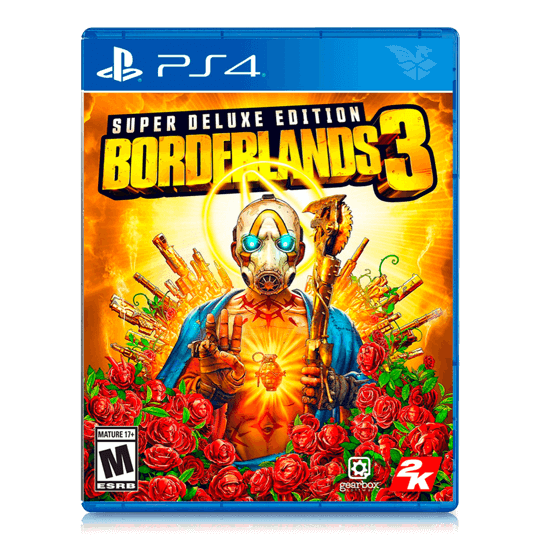 PS4
SUPER DELUXE EDITION
BORDERLANDS 3
MATURE 17+
M
ESRB
gearbox
2K